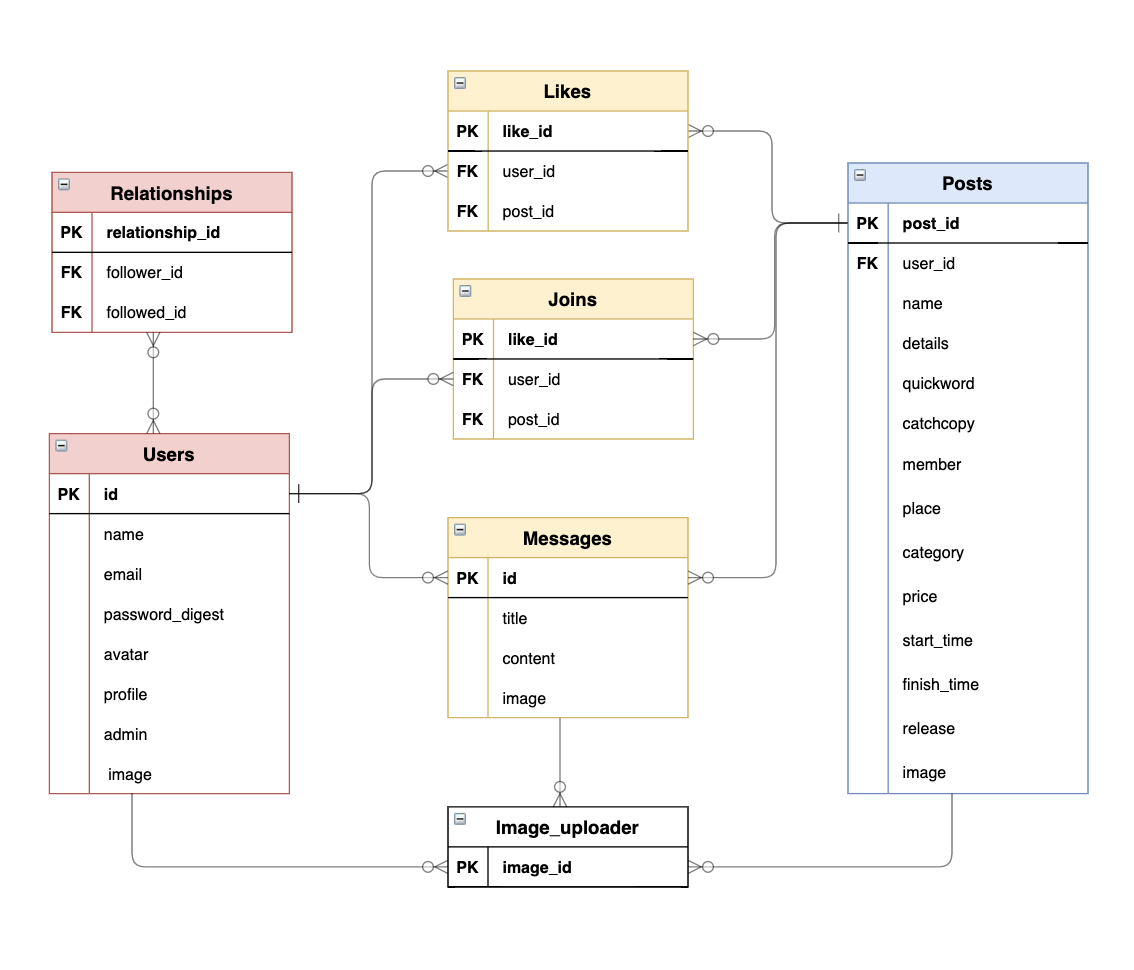 Likes
PK like_id
FK user_id
FK post_id
Relationships
PK relationship_id
FK follower_id
FK followed_id
Joins
PK like_id
FK user_id
FK post_id
Posts
PK post_id
FK user_id
name
details
quickword
catchcopy
member
place
category
price
start_time
finish_time
release
image
Users
PK id
name
email
password_digest
avatar
profile
admin
image
Messages
PK id
title
content
image
Image_uploader
PK image_id